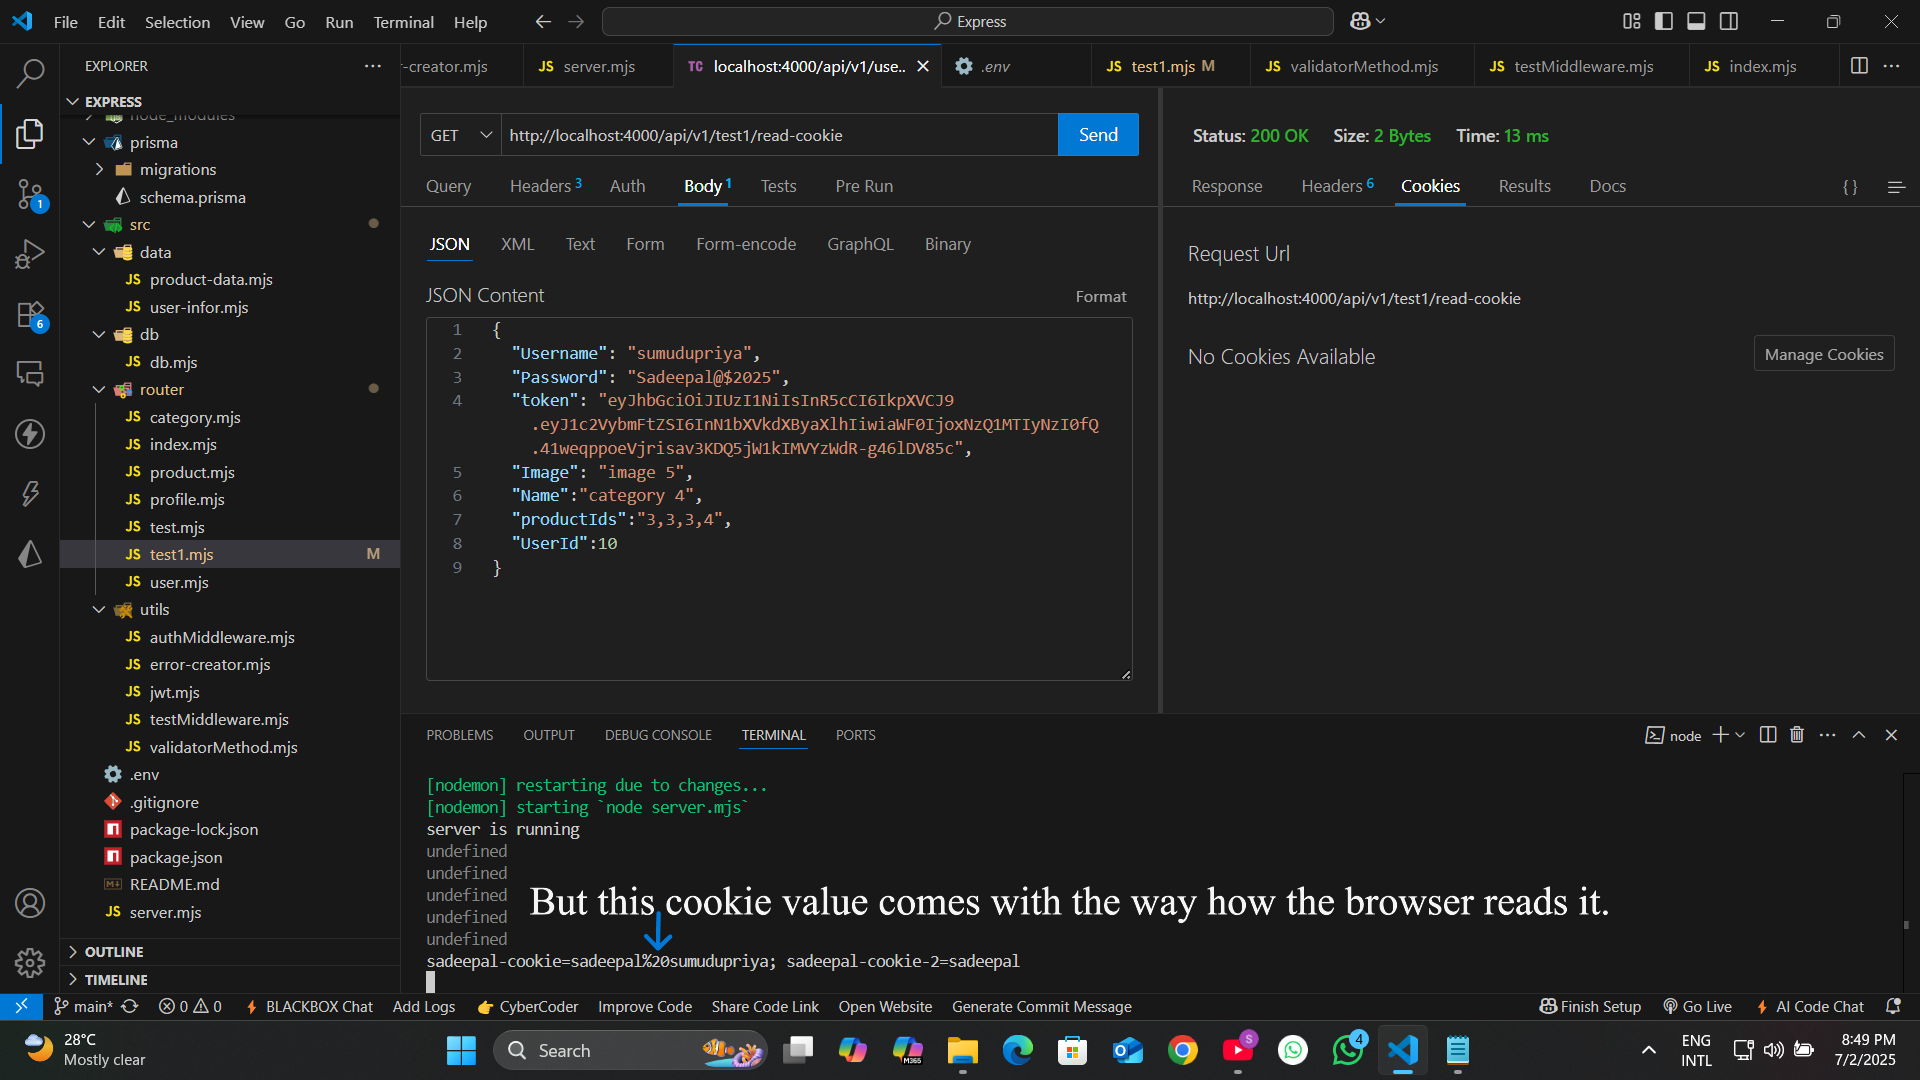 File Edit Selection View Go Run Terminal Help
Express
EXPLORER
r-creator.mjs
JS server.mjs
TC localhost:4000/api/v1/use..
.env
JS test1.mjs M
JS validatorMethod.mjs
JS testMiddleware.mjs
JS index.mjs
EXPRESS
node_modules
prisma
migrations
schema.prisma
src
data
JS product-data.mjs
JS user-infor.mjs
db
JS db.mjs
router
JS category.mjs
JS index.mjs
JS product.mjs
JS profile.mjs
JS test.mjs
JS test1.mjs M
JS user.mjs
utils
JS authMiddleware.mjs
JS error-creator.mjs
JS jwt.mjs
JS testMiddleware.mjs
JS validatorMethod.mjs
.env
.gitignore
package-lock.json
package.json
README.md
JS server.mjs
OUTLINE
TIMELINE
1
6
GET http://localhost:4000/api/v1/test1/read-cookie Send
Query Headers 3 Auth Body 1 Tests Pre Run
JSON XML Text Form Form-encode GraphQL Binary
JSON Content Format
1 {
2 "Username": "sumudupriya",
3 "Password": "Sadeepal@$2025",
4 "token": "eyJhbGciOiJIUzI1NiIsInR5cCI6IkpXVCJ9
.eyJ1c2VybmFtZSI6InN1bXVkdXByaXlhIiwiaWF0IjoxNzQ1MTIyNzI0fQ
.41weqppoeVjrisav3KDQ5jW1kIMVYzWdR-g46lDV85c",
5 "Image": "image 5",
6 "Name":"category 4",
7 "productIds":"3,3,3,4",
8 "UserId":10
9 }
Status: 200 OK Size: 2 Bytes Time: 13 ms
Response Headers 6 Cookies Results Docs { }
Request Url
http://localhost:4000/api/v1/test1/read-cookie
No Cookies Available
Manage Cookies
PROBLEMS OUTPUT DEBUG CONSOLE TERMINAL PORTS
node
[nodemon] restarting due to changes...
[nodemon] starting `node server.mjs`
server is running
undefined
undefined
undefined
undefined
undefined
But this cookie value comes with the way how the browser reads it.
sadeepal-cookie=sadeepal%20sumudupriya; sadeepal-cookie-2=sadeepal
main* 0 0 BLACKBOX Chat Add Logs CyberCoder Improve Code Share Code Link Open Website Generate Commit Message
Finish Setup Go Live AI Code Chat
28°C
Mostly clear
Search
M365
S
4
ENG
INTL
8:49 PM
7/2/2025